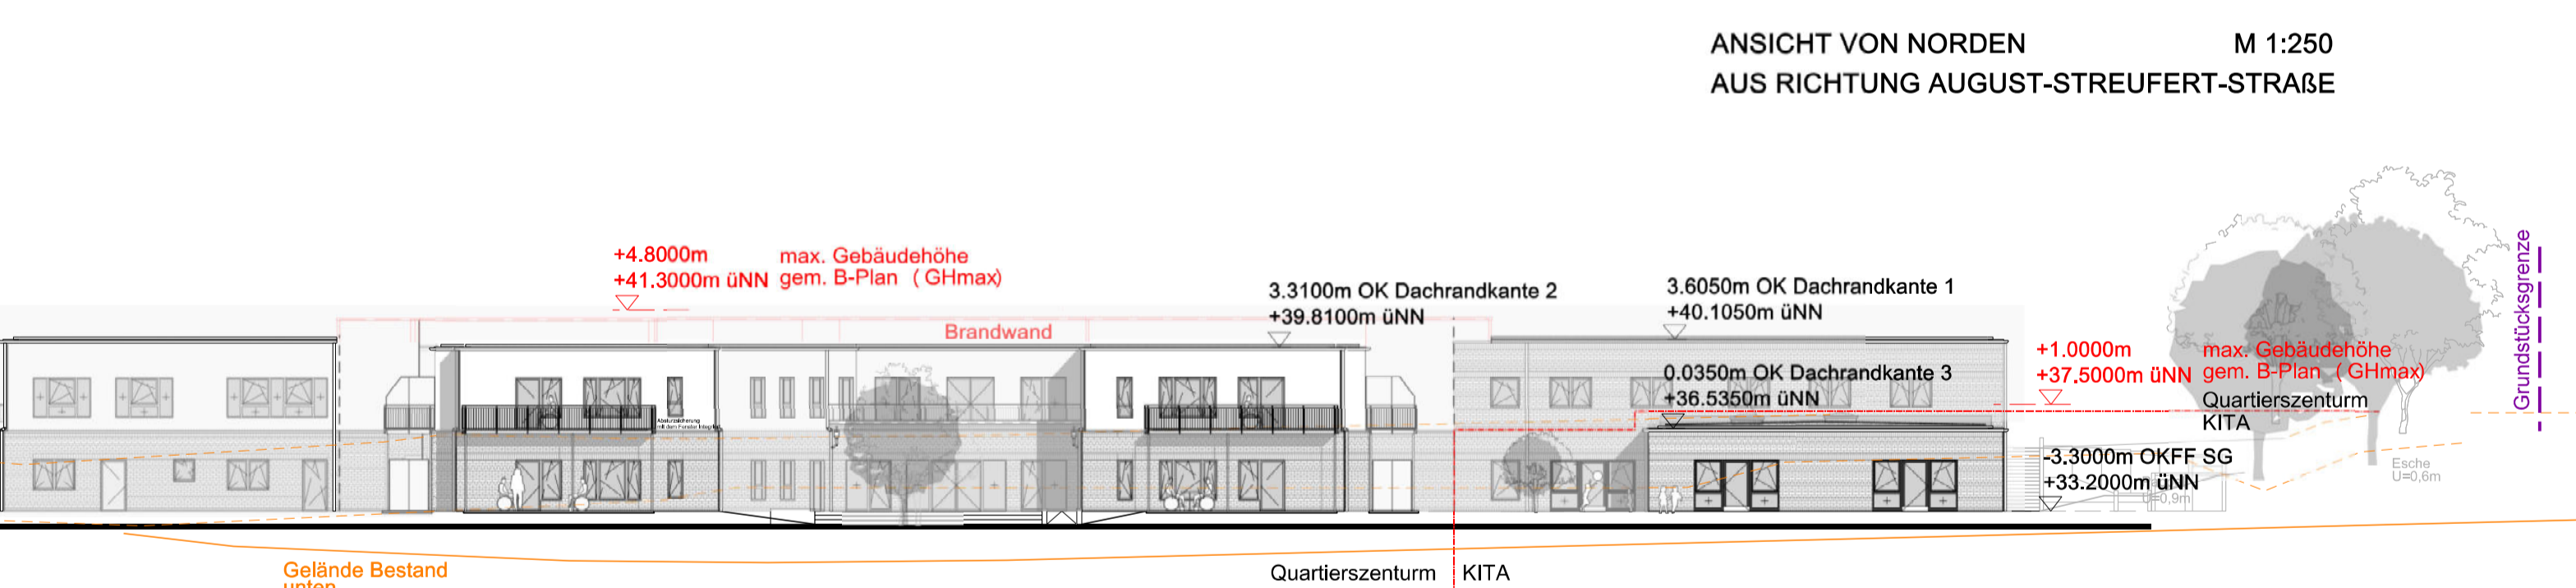 ANSICHT VON NORDEN M 1:250
AUS RICHTUNG AUGUST-STREUFERT-STRAßE
+4.8000m max. Gebäudehöhe
+41.3000m üNN gem. B-Plan ( GHmax)
3.3100m OK Dachrandkante 2
+39.8100m üNN
3.6050m OK Dachrandkante 1
+40.1050m üNN
Brandwand
0.0350m OK Dachrandkante 3
+36.5350m üNN
+1.0000m max. Gebäudehöhe
+37.5000m üNN gem. B-Plan ( GHmax)
Quartierszenturm
KITA
Grundstücksgrenze
-3.3000m OKFF SG
+33.2000m üNN
U=0,9m
Esche
U=0,6m
Gelände Bestand
unten
Quartierszenturm KITA